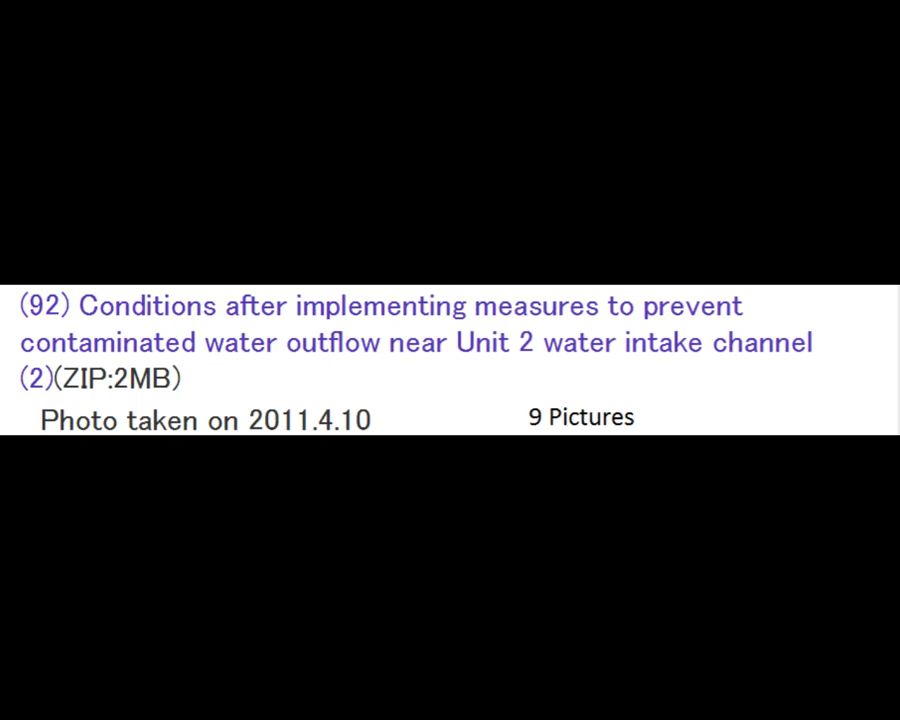 (92) Conditions after implementing measures to prevent
contaminated water outflow near Unit 2 water intake channel
(2)(ZIP:2MB)
Photo taken on 2011.4.10 9 Pictures